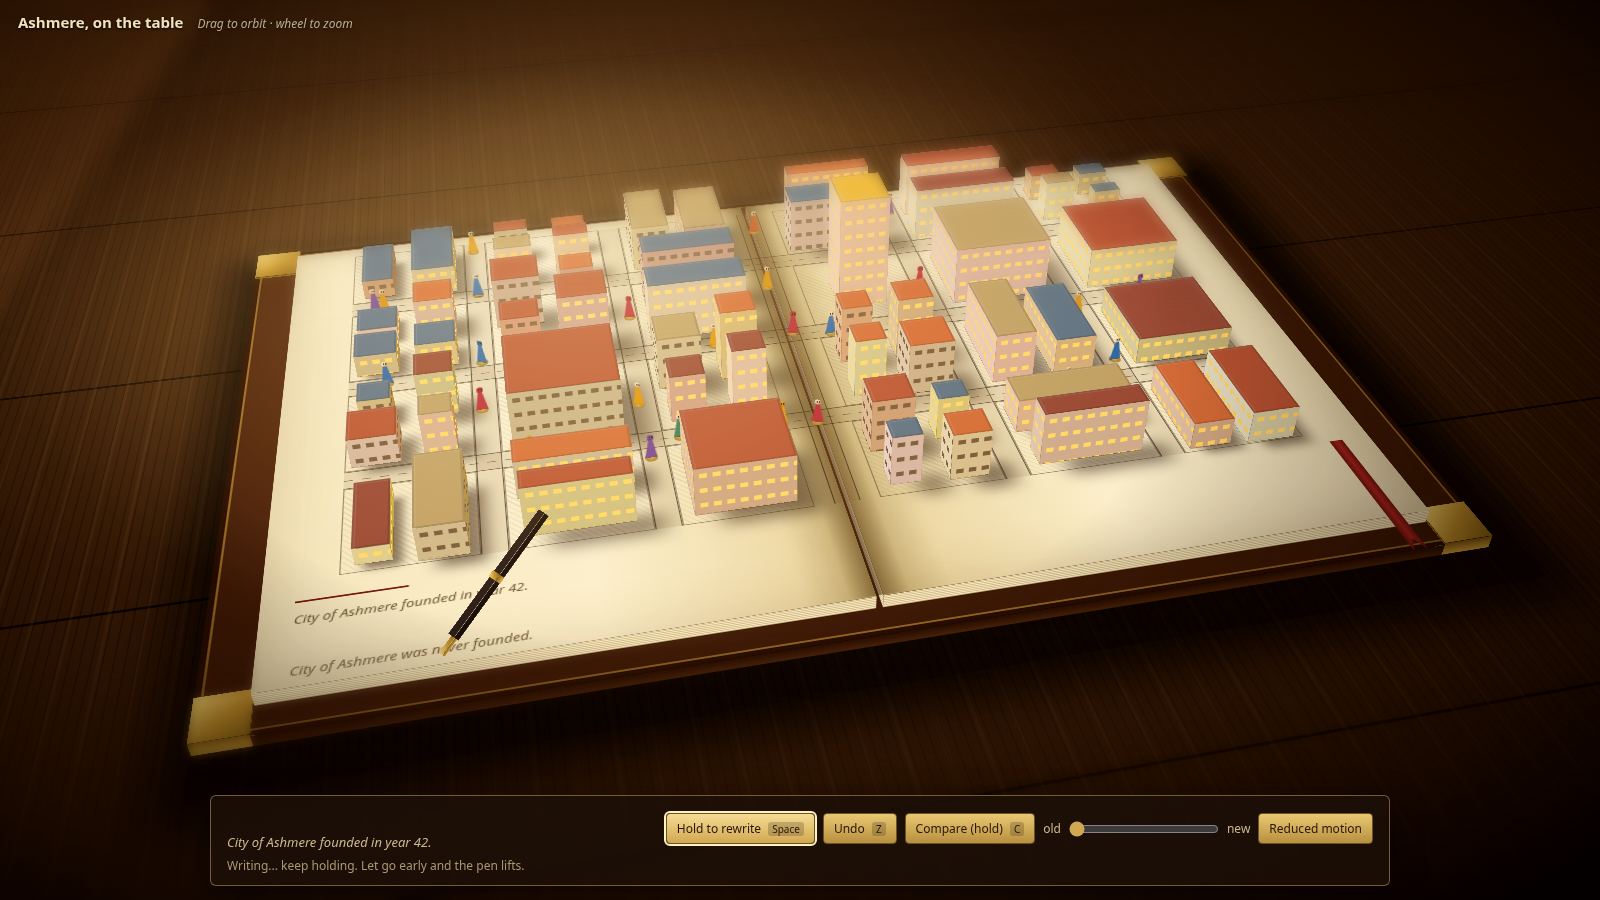 Ashmere, on the table Drag to orbit · wheel to zoom
City of Ashmere founded in year 42.
City of Ashmere was never founded.
Hold to rewrite Space Undo Z Compare (hold) C old new Reduced motion
City of Ashmere founded in year 42.
Writing… keep holding. Let go early and the pen lifts.